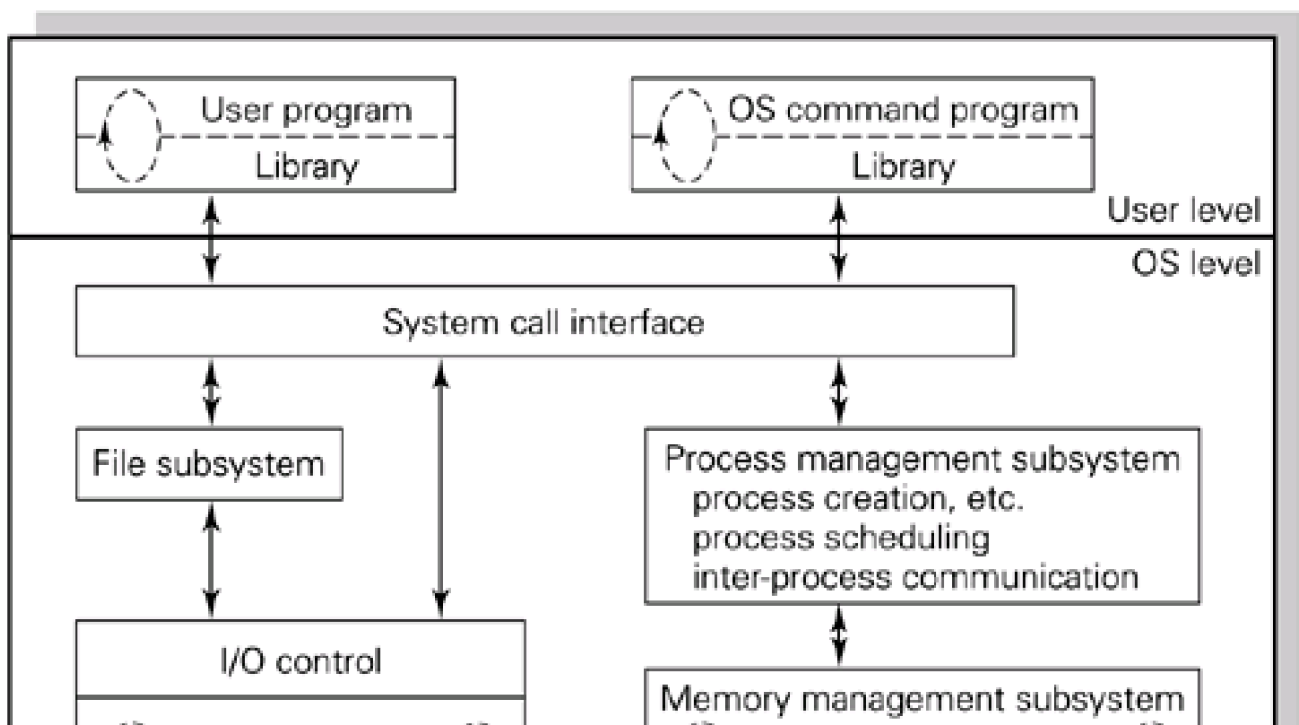 User program
Library
OS command program
Library
User level
OS level
System call interface
File subsystem
Process management subsystem
process creation, etc.
process scheduling
inter-process communication
I/O control
Memory management subsystem